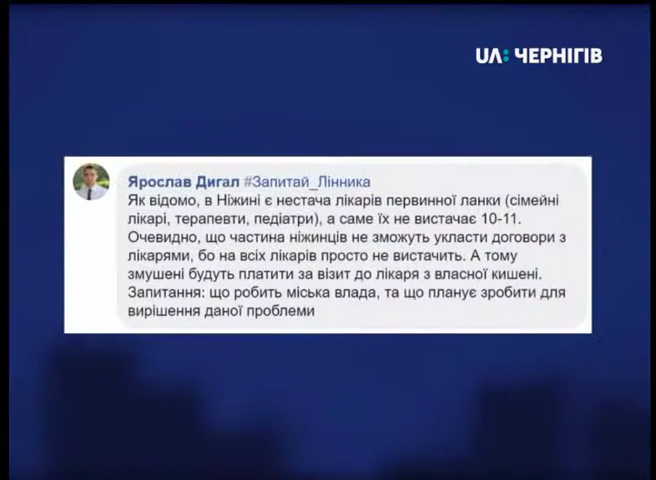 UA: ЧЕРНІГІВ
Ярослав Дигал #Запитай_Лінника
Як відомо, в Ніжині є нестача лікарів первинної ланки (сімейні
лікарі, терапевти, педіатри), а саме їх не вистачає 10-11.
Очевидно, що частина ніжинців не зможуть укласти договори з
лікарями, бо на всіх лікарів просто не вистачить. А тому
змушені будуть платити за візит до лікаря з власної кишені.
Запитання: що робить міська влада, та що планує зробити для
вирішення даної проблеми